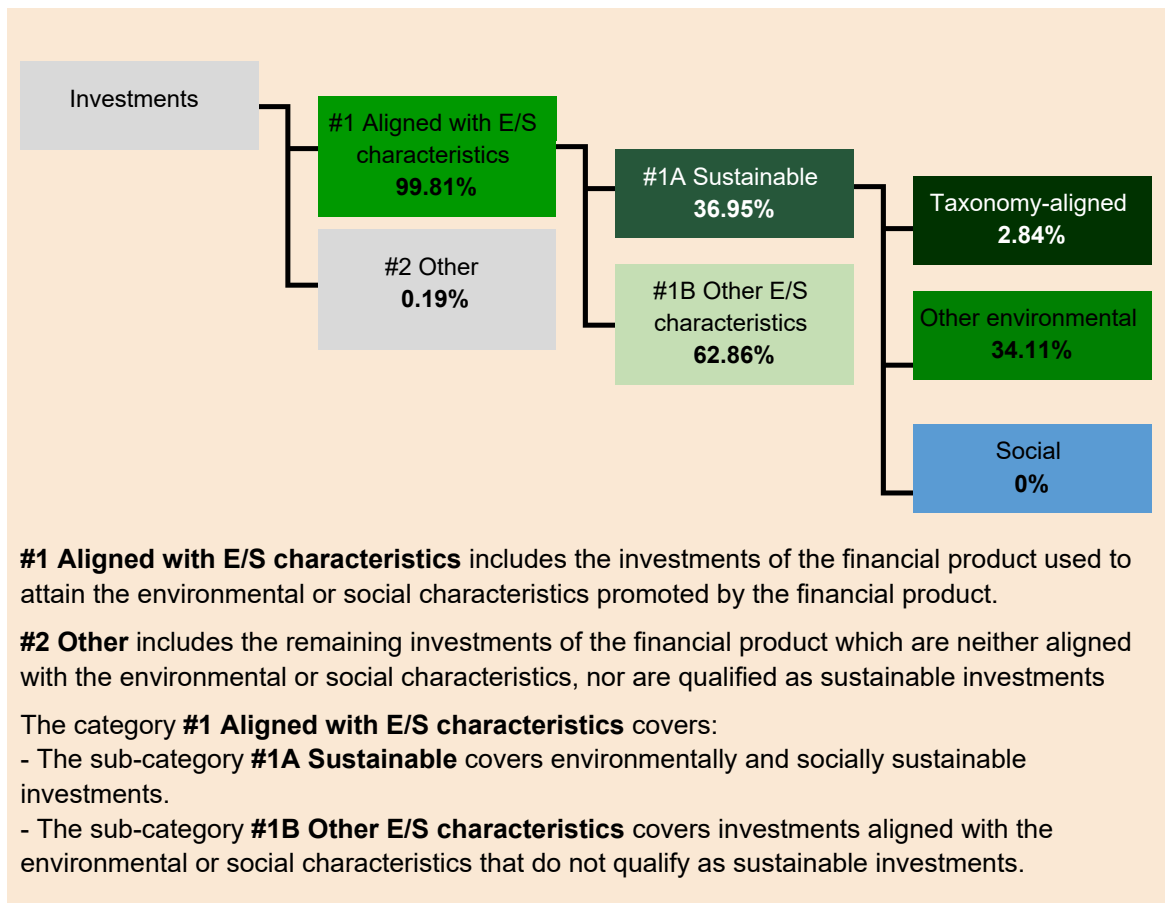 Investments
#1 Aligned with E/S
characteristics
99.81%
#2 Other
0.19%
#1A Sustainable
36.95%
#1B Other E/S
characteristics
62.86%
Taxonomy-aligned
2.84%
Other environmental
34.11%
Social
0%
#1 Aligned with E/S characteristics includes the investments of the financial product used to
attain the environmental or social characteristics promoted by the financial product.
#2 Other includes the remaining investments of the financial product which are neither aligned
with the environmental or social characteristics, nor are qualified as sustainable investments
The category #1 Aligned with E/S characteristics covers:
- The sub-category #1A Sustainable covers environmentally and socially sustainable
investments.
- The sub-category #1B Other E/S characteristics covers investments aligned with the
environmental or social characteristics that do not qualify as sustainable investments.